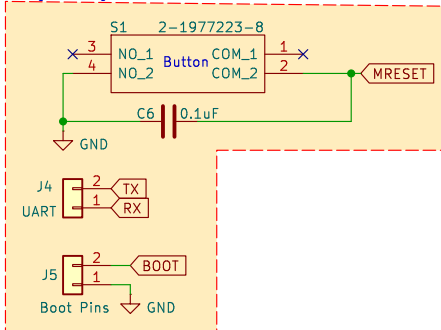 S1 2-1977223-8
3 NO_1 COM_1 1
4 NO_2 Button COM_2 2
MRESET
C6 0.1uF
GND
J4 2 TX
UART 1 RX
J5 2 BOOT
1
Boot Pins GND